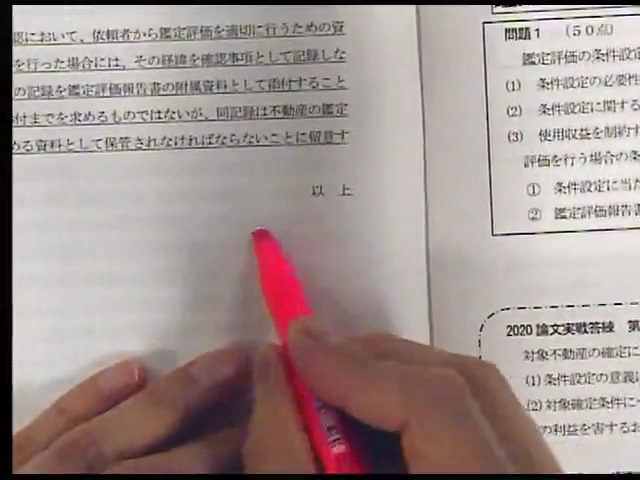 認において、依頼者から鑑定評価を適切に行うための資
を行った場合には、その経緯を確認事項として記録しな
の記録を鑑定評価報告書の附属資料として添付すること
付までを求めるものではないが、同記録は不動産の鑑定
める資料として保管されなければならないことに留意す
以 上
問題1 （50点）
鑑定評価の条件設定
(1) 条件設定の必要性
(2) 条件設定に関する
(3) 使用収益を制約す
評価を行う場合の条
① 条件設定に当た
② 鑑定評価報告書
2020 論文実戦答練 第
対象不動産の確定に
(1) 条件設定の意義
(2) 対象確定条件に
の利益を害するお